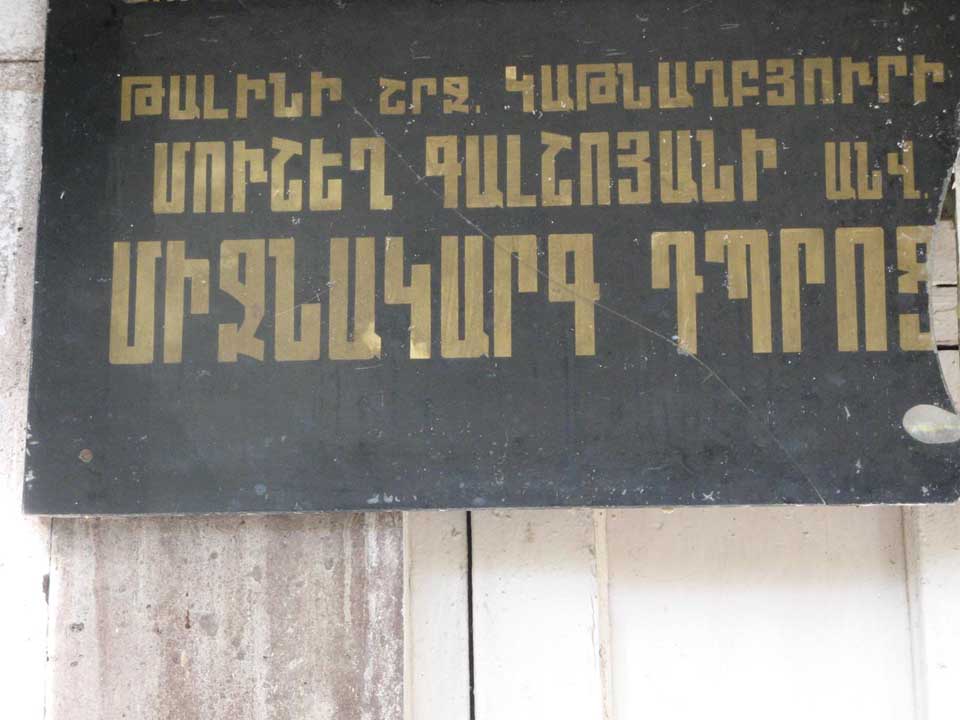 ԹԱԼԻՆԻ ՇՐՋ. ԿԱԹՆԱՂԲՅՈՒՐԻ
ՄՈՒՇԵՂ ԳԱԼՇՈՅԱՆԻ ԱՆՎ.
ՄԻՋՆԱԿԱՐԳ ԴՊՐՈՑ